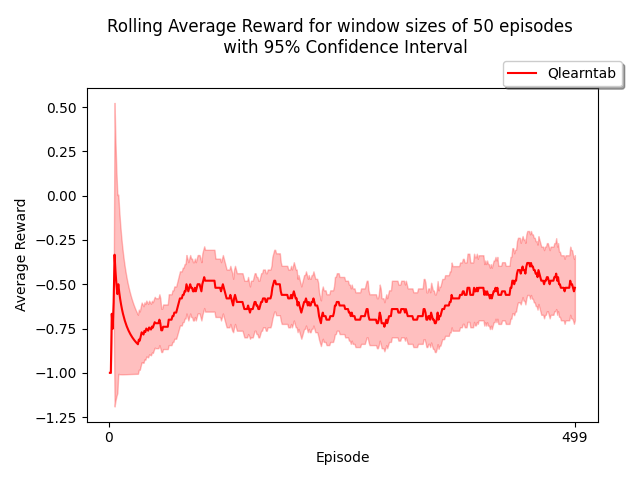 Rolling Average Reward for window sizes of 50 episodes
with 95% Confidence Interval
Qlearntab
0.50
0.25
0.00
−0.25
−0.50
−0.75
−1.00
−1.25
Average Reward
0
499
Episode